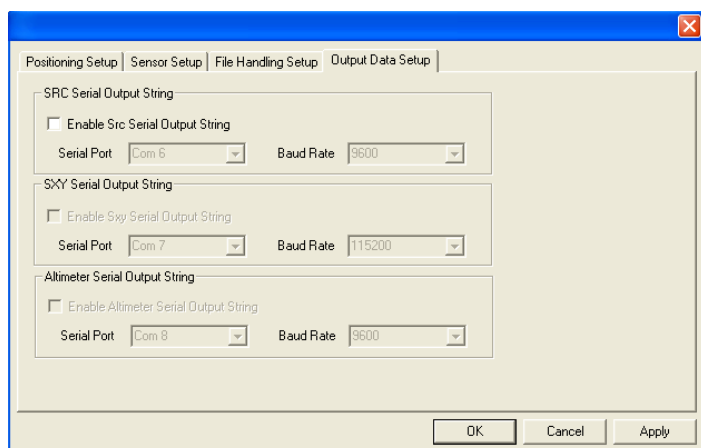 Positioning Setup Sensor Setup File Handling Setup Output Data Setup
SRC Serial Output String
Enable Src Serial Output String
Serial Port Com 6 Baud Rate 9600
SXY Serial Output String
Enable Sxy Serial Output String
Serial Port Com 7 Baud Rate 115200
Altimeter Serial Output String
Enable Altimeter Serial Output String
Serial Port Com 8 Baud Rate 9600
OK Cancel Apply